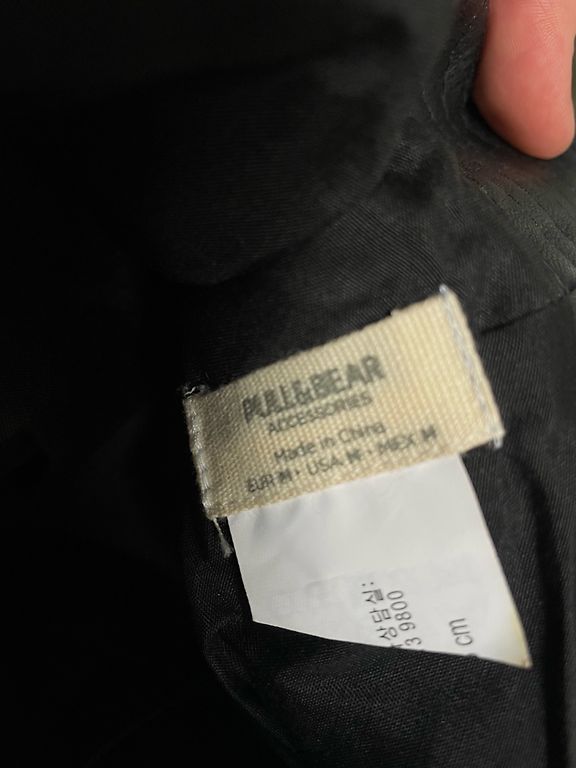 PULL&BEAR
ACCESSORIES
Made in China
EUR M • USA M • MEX M
상담실:
3 9800
cm